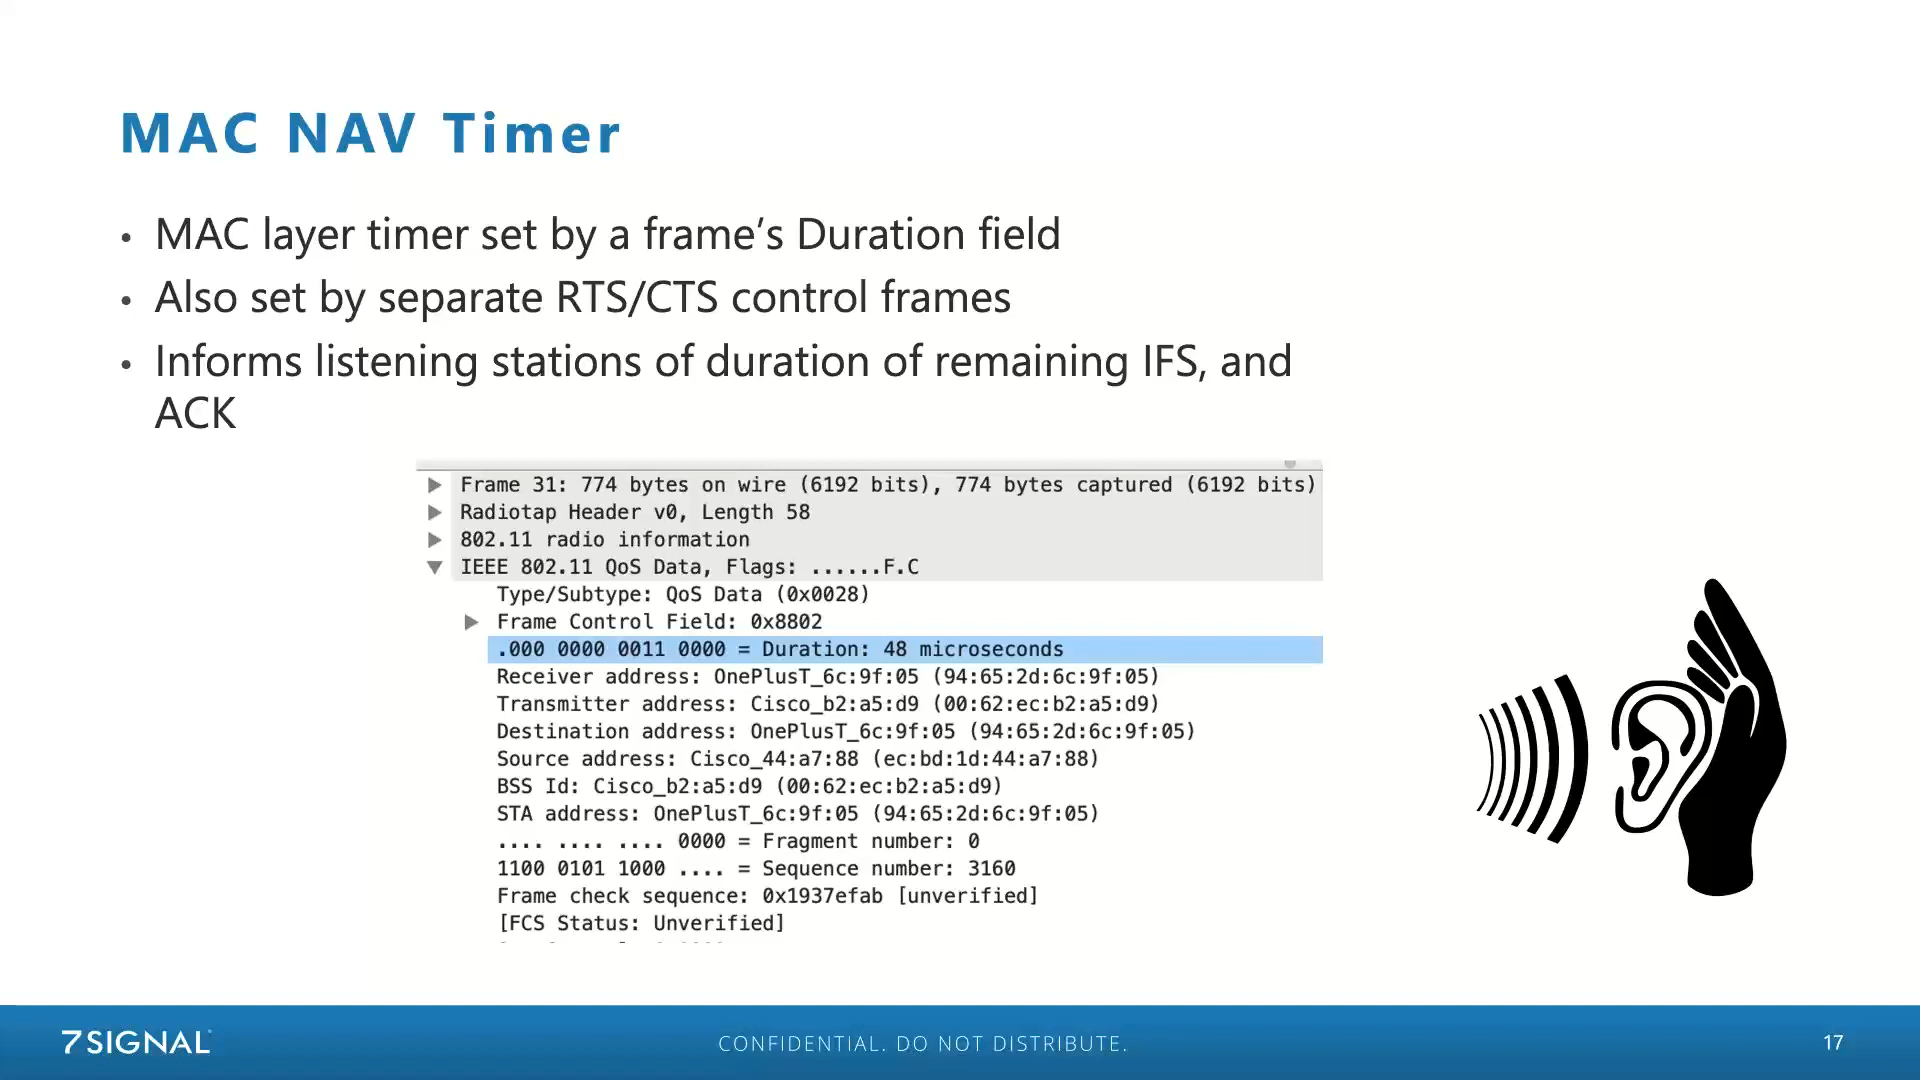 MAC NAV Timer
• MAC layer timer set by a frame's Duration field
• Also set by separate RTS/CTS control frames
• Informs listening stations of duration of remaining IFS, and
ACK
Frame 31: 774 bytes on wire (6192 bits), 774 bytes captured (6192 bits)
Radiotap Header v0, Length 58
802.11 radio information
IEEE 802.11 QoS Data, Flags: ......F.C
Type/Subtype: QoS Data (0x0028)
Frame Control Field: 0x8802
.000 0000 0011 0000 = Duration: 48 microseconds
Receiver address: OnePlusT_6c:9f:05 (94:65:2d:6c:9f:05)
Transmitter address: Cisco_b2:a5:d9 (00:62:ec:b2:a5:d9)
Destination address: OnePlusT_6c:9f:05 (94:65:2d:6c:9f:05)
Source address: Cisco_44:a7:88 (ec:bd:1d:44:a7:88)
BSS Id: Cisco_b2:a5:d9 (00:62:ec:b2:a5:d9)
STA address: OnePlusT_6c:9f:05 (94:65:2d:6c:9f:05)
.... .... .... 0000 = Fragment number: 0
1100 0101 1000 .... = Sequence number: 3160
Frame check sequence: 0x1937efab [unverified]
[FCS Status: Unverified]
7SIGNAL
CONFIDENTIAL. DO NOT DISTRIBUTE.
17